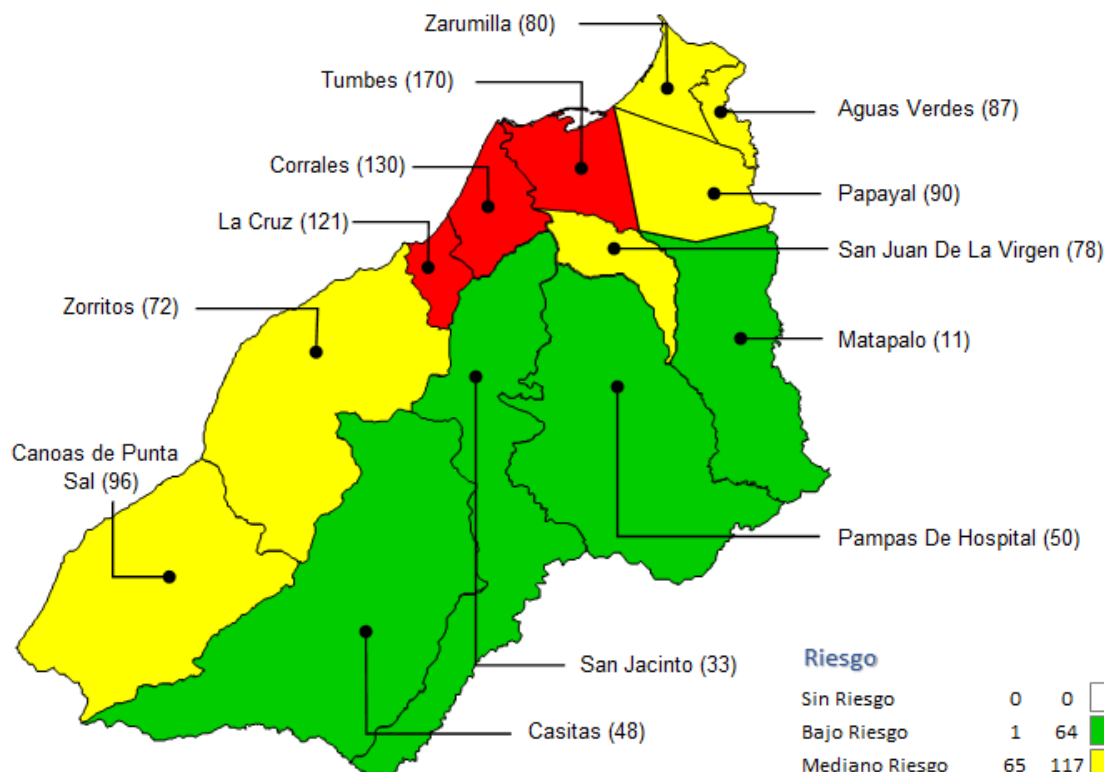 Zarumilla (80)
Tumbes (170)
Aguas Verdes (87)
Corrales (130)
Papayal (90)
La Cruz (121)
San Juan De La Virgen (78)
Zorritos (72)
Matapalo (11)
Canoas de Punta
Sal (96)
Pampas De Hospital (50)
San Jacinto (33)
Casitas (48)
Riesgo
Sin Riesgo 0 0
Bajo Riesgo 1 64
Mediano Riesgo 65 117